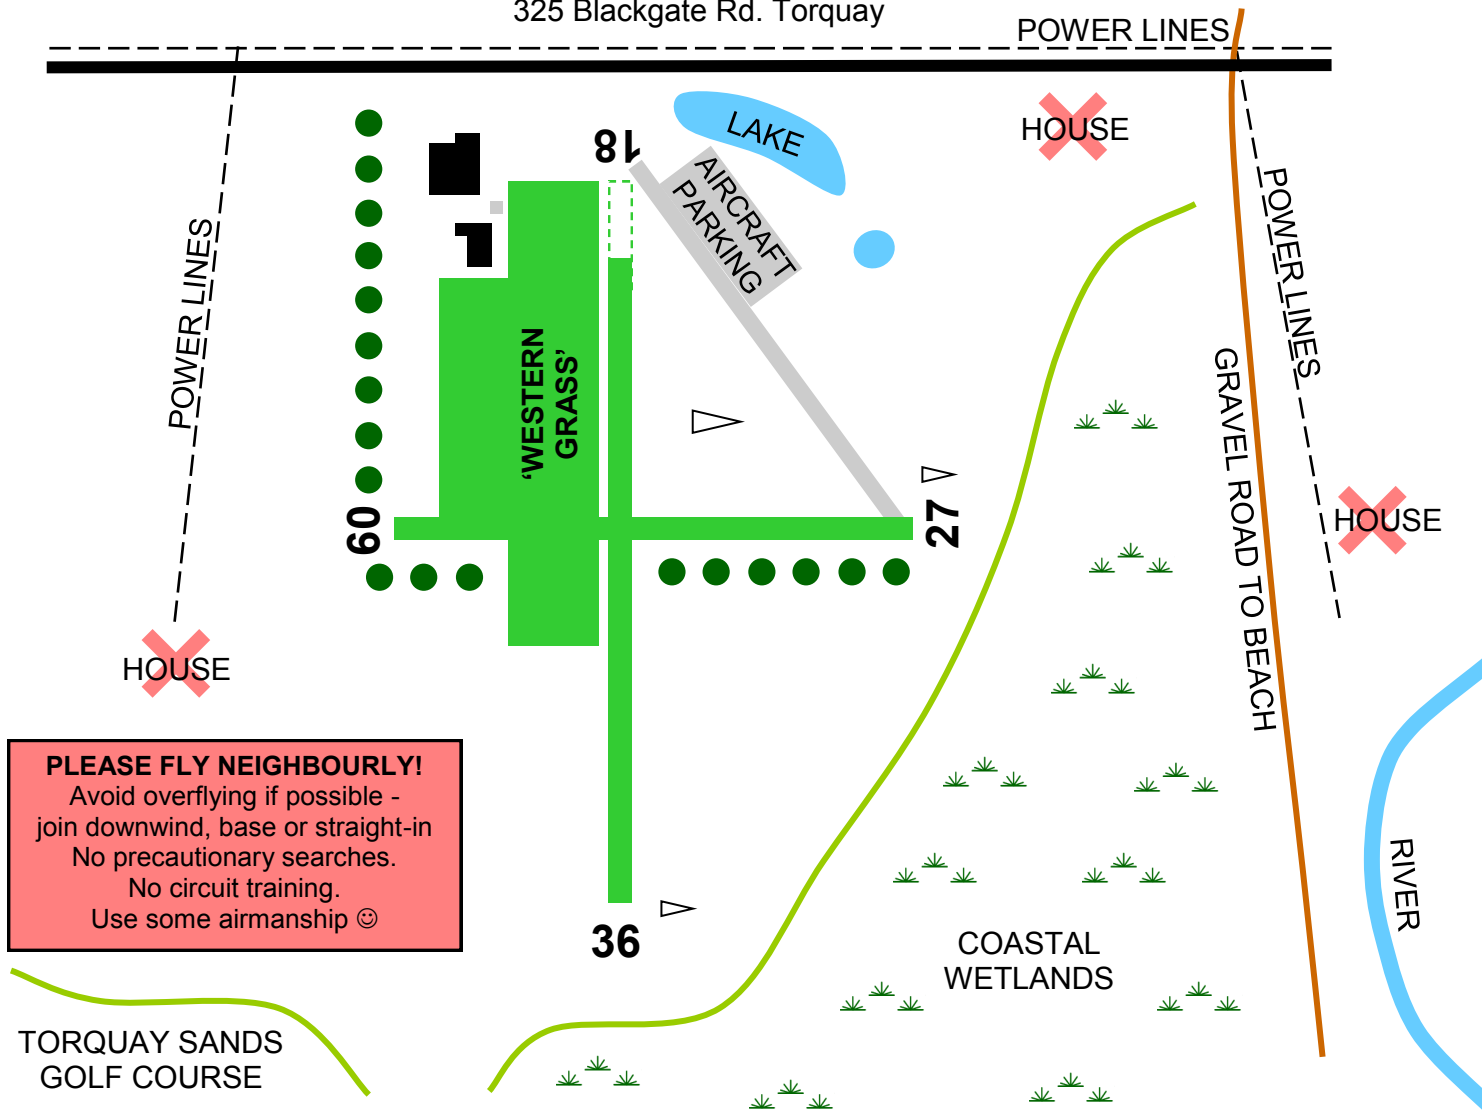 325 Blackgate Rd. Torquay
POWER LINES
LAKE
HOUSE
18
AIRCRAFT
PARKING
POWER LINES
POWER LINES
'WESTERN
GRASS'
GRAVEL ROAD TO BEACH
09
27
HOUSE
HOUSE
PLEASE FLY NEIGHBOURLY!
Avoid overflying if possible -
join downwind, base or straight-in
No precautionary searches.
No circuit training.
Use some airmanship ☺
RIVER
36
COASTAL
WETLANDS
TORQUAY SANDS
GOLF COURSE